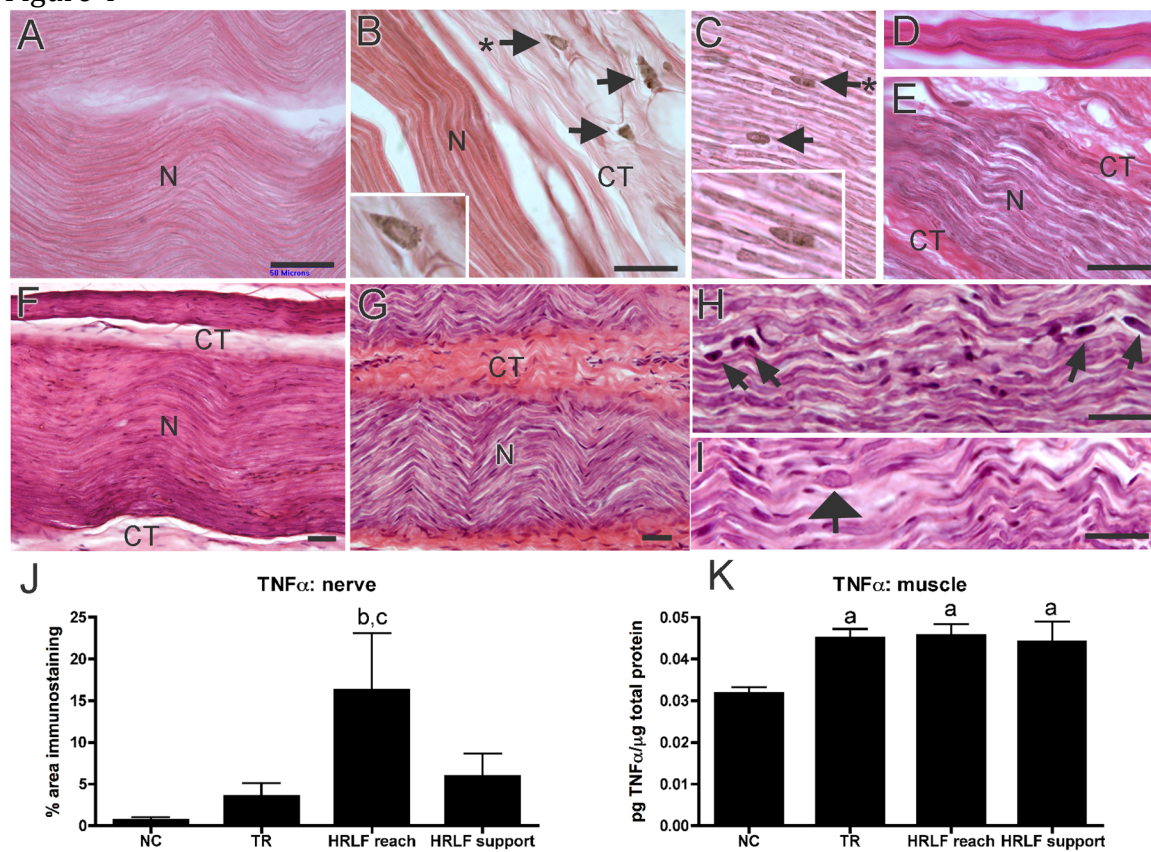 A
N
50 Microns
B
*
N
CT
C
*
D
E
CT
N
CT
F
CT
N
CT
G
CT
N
H
I
J
TNFα: nerve
% area immunostaining
25
20
15
10
5
0
b,c
NC
TR
HRLF reach
HRLF support
K
TNFα: muscle
pg TNFα/μg total protein
0.05
0.04
0.03
0.02
0.01
0.00
a
a
a
NC
TR
HRLF reach
HRLF support